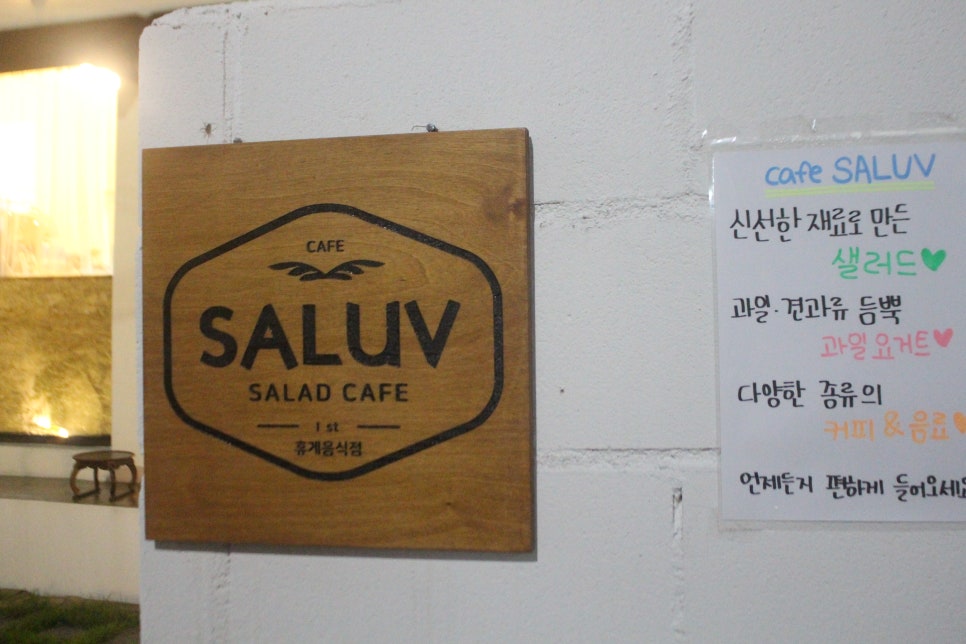 CAFE
SALUV
SALAD CAFE
1 st
휴게음식점
cafe SALUV
신선한 재료로 만든
샐러드♥
과일·견과류 듬뿍
과일요거트♥
다양한 종류의
커피 & 음료♥
언제든지 편하게 들어오세요